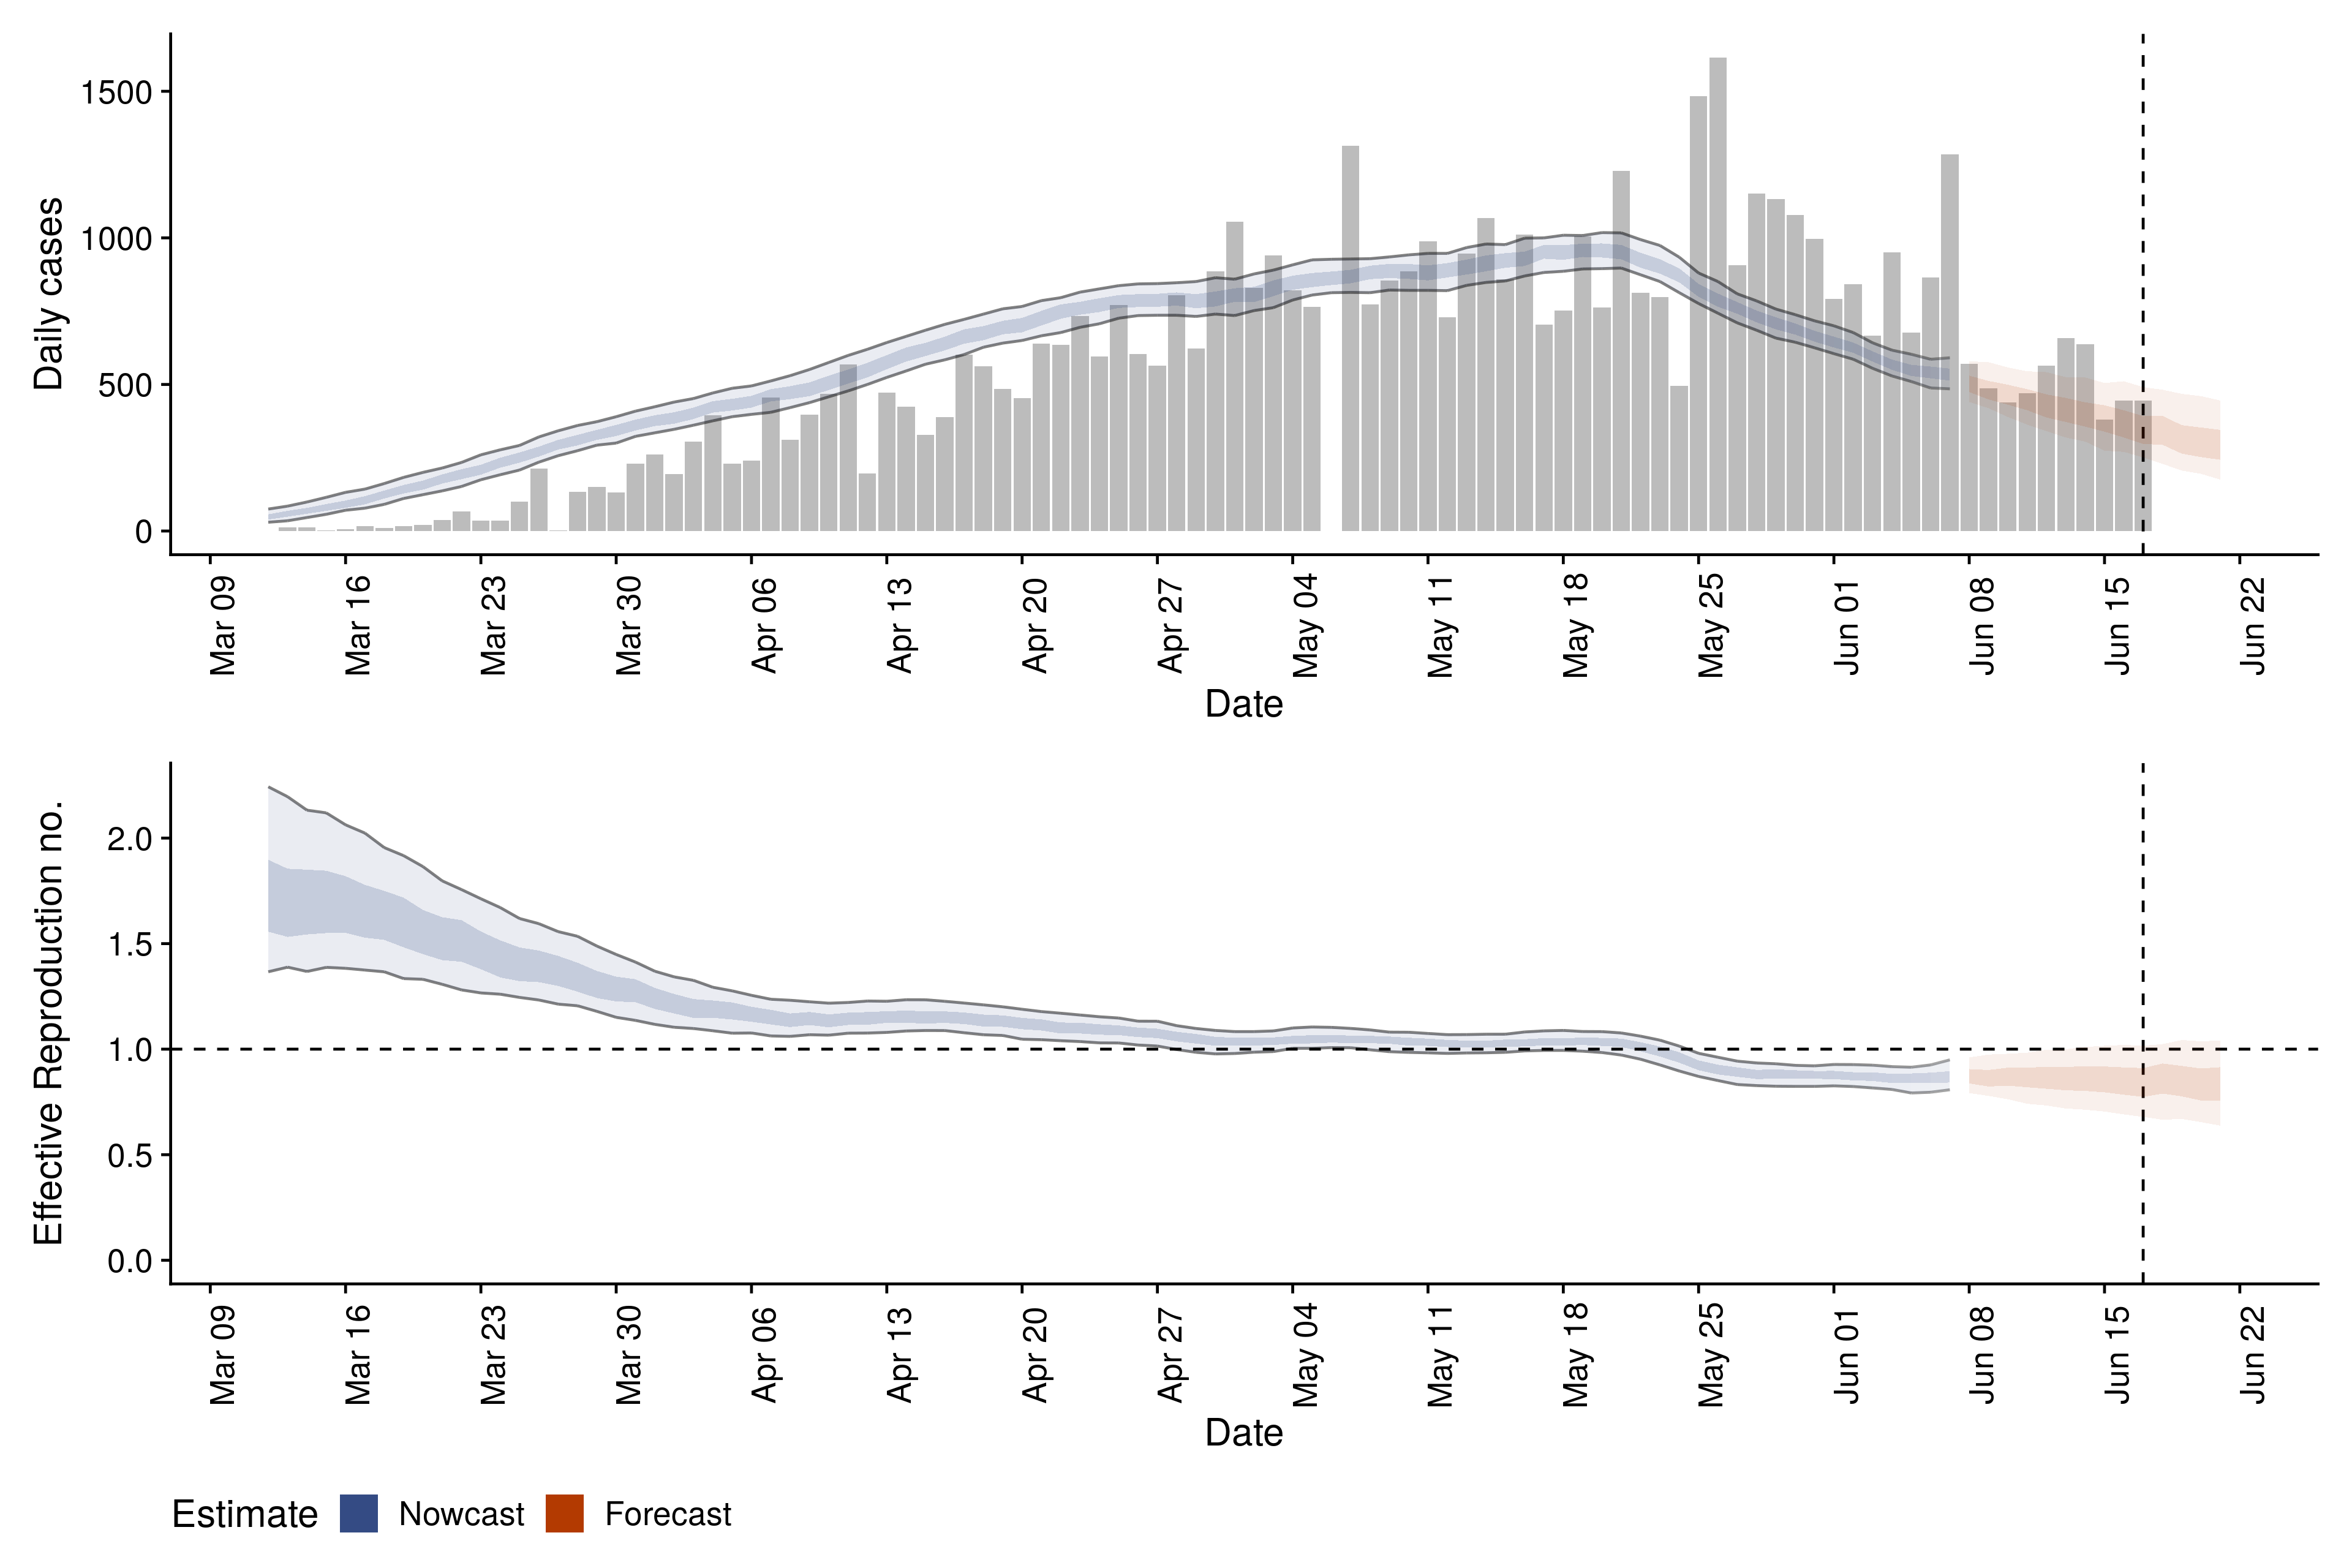 Daily cases
1500
1000
500
0
Mar 09
Mar 16
Mar 23
Mar 30
Apr 06
Apr 13
Apr 20
Apr 27
May 04
May 11
May 18
May 25
Jun 01
Jun 08
Jun 15
Jun 22
Date
Effective Reproduction no.
2.0
1.5
1.0
0.5
0.0
Mar 09
Mar 16
Mar 23
Mar 30
Apr 06
Apr 13
Apr 20
Apr 27
May 04
May 11
May 18
May 25
Jun 01
Jun 08
Jun 15
Jun 22
Date
Estimate Nowcast Forecast